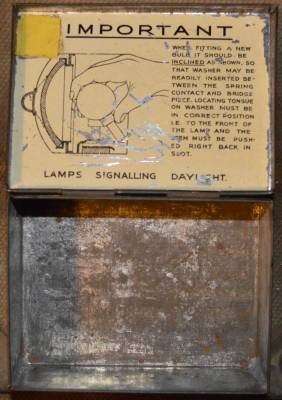 IMPORTANT
WHEN FITTING A NEW
BULB IT SHOULD BE
INCLINED AS SHOWN, SO
THAT WASHER MAY BE
READILY INSERTED BE-
TWEEN THE SPRING
CONTACT AND BRIDGE
PIECE. LOCATING TONGUE
ON WASHER MUST BE
IN CORRECT POSITION
I.E. TO THE FRONT OF
THE LAMP AND THE
ITEM MUST BE PUSH-
ED RIGHT BACK IN
SLOT.
LAMPS SIGNALLING DAYLIGHT.